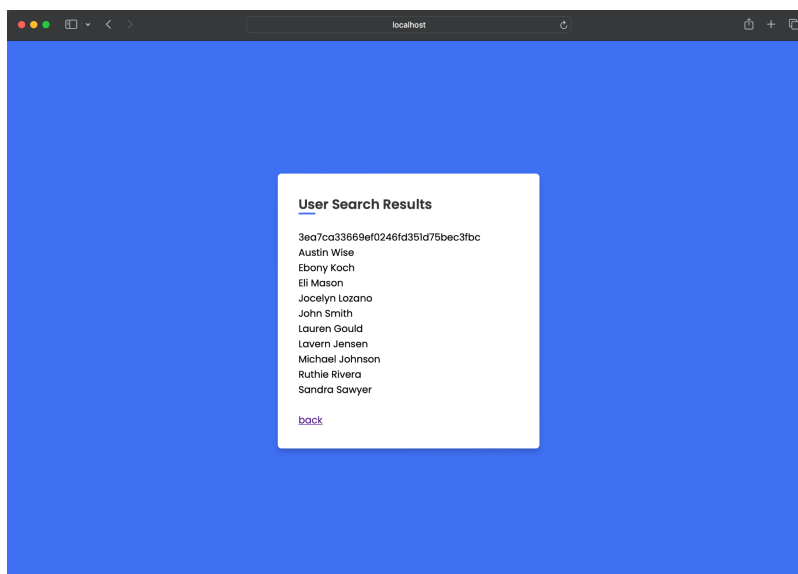 localhost
User Search Results
3ea7ca33669ef0246fd351d75bec3fbc
Austin Wise
Ebony Koch
Eli Mason
Jocelyn Lozano
John Smith
Lauren Gould
Lavern Jensen
Michael Johnson
Ruthie Rivera
Sandra Sawyer
back